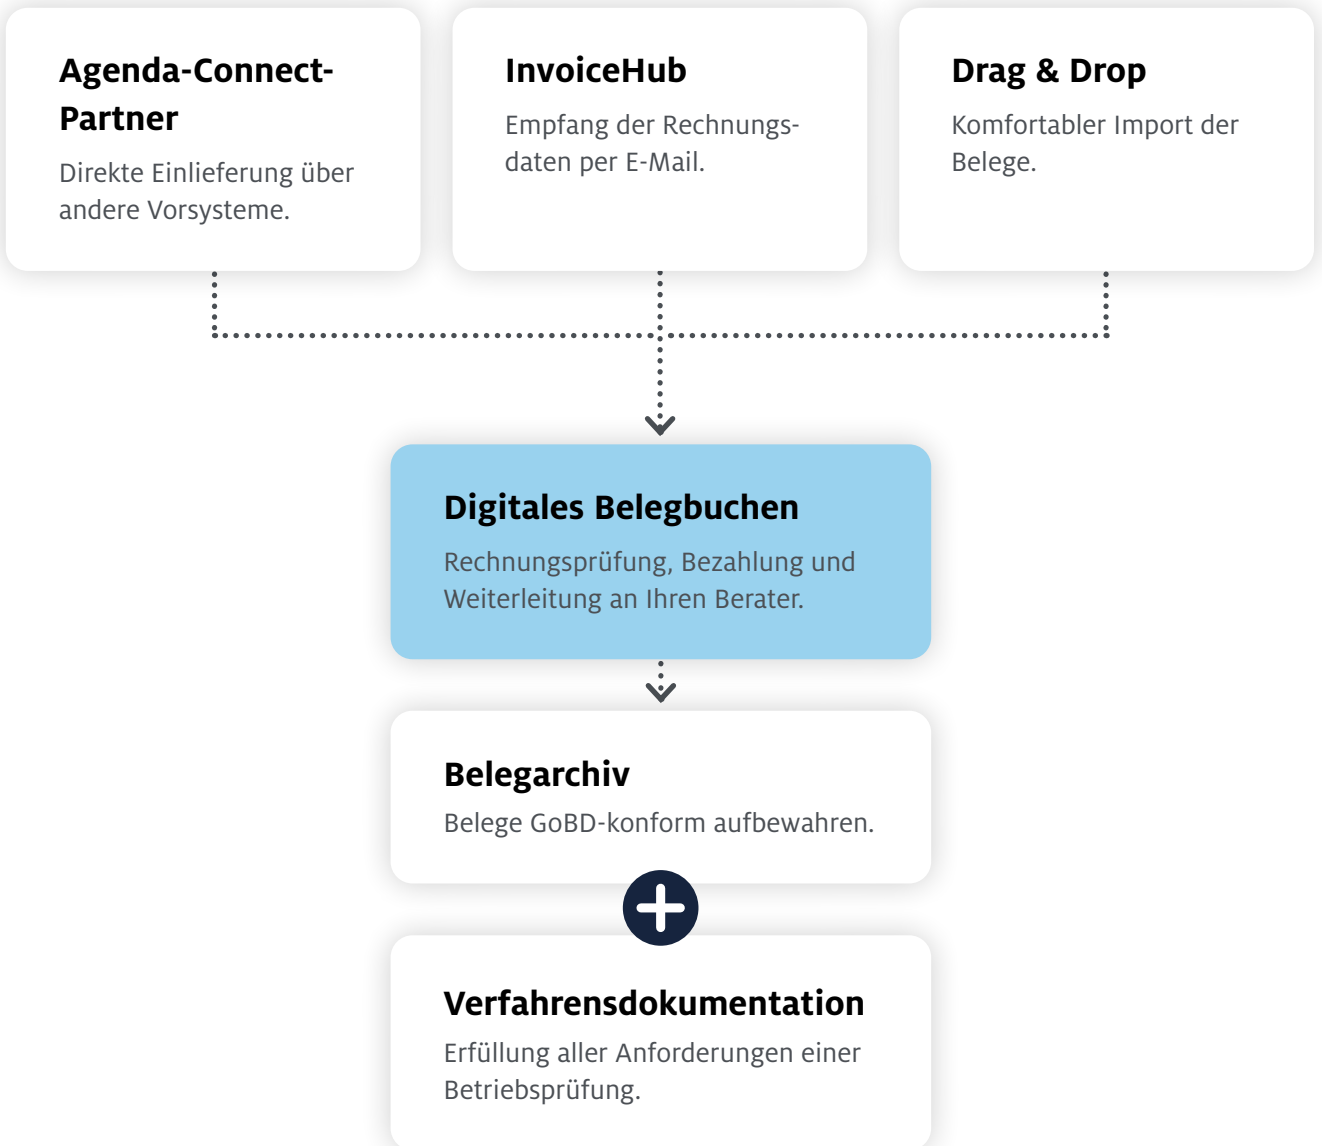 Agenda-Connect-
Partner
Direkte Einlieferung über
andere Vorsysteme.
InvoiceHub
Empfang der Rechnungs-
daten per E-Mail.
Drag & Drop
Komfortabler Import der
Belege.
Digitales Belegbuchen
Rechnungsprüfung, Bezahlung und
Weiterleitung an Ihren Berater.
Belegarchiv
Belege GoBD-konform aufbewahren.
Verfahrensdokumentation
Erfüllung aller Anforderungen einer
Betriebsprüfung.